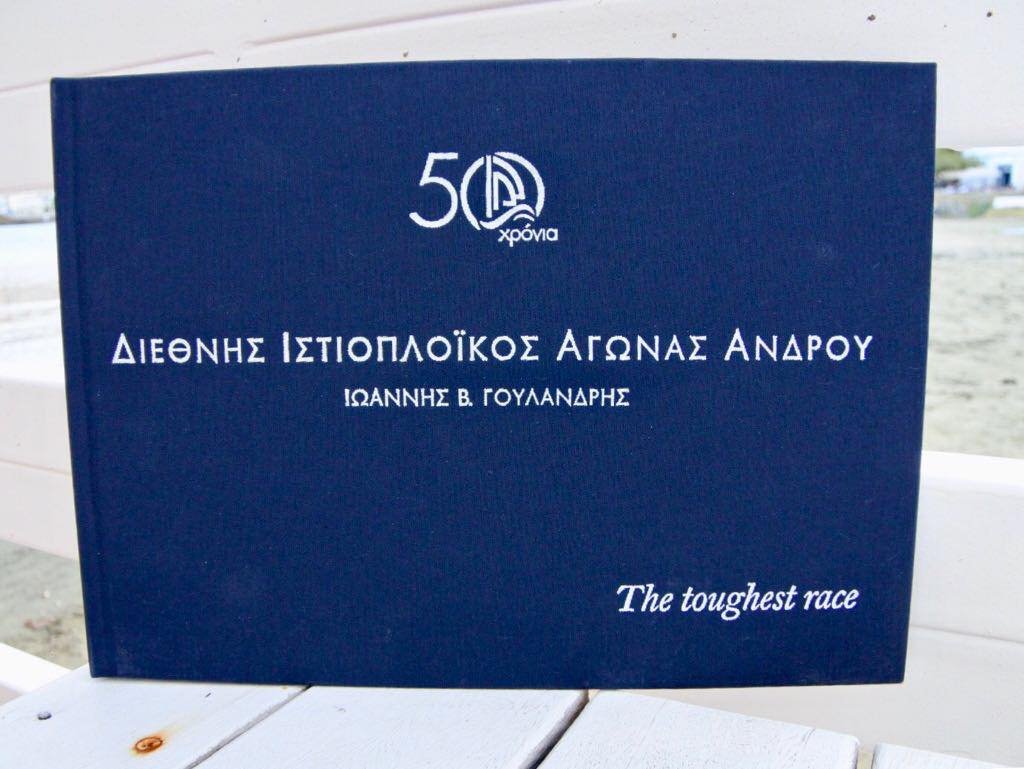 50
χρόνια
ΔΙΕΘΝΗΣ ΙΣΤΙΟΠΛΟΪΚΟΣ ΑΓΩΝΑΣ ΑΝΔΡΟΥ
ΙΩΑΝΝΗΣ Β. ΓΟΥΛΑΝΔΡΗΣ
The toughest race